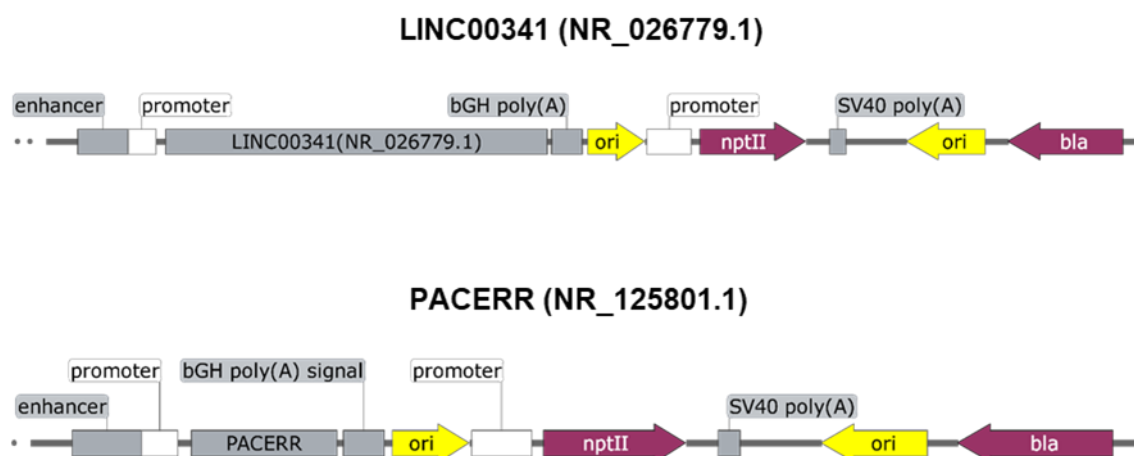 LINC00341 (NR_026779.1)
enhancer promoter bGH poly(A) promoter SV40 poly(A)
LINC00341(NR_026779.1) ori nptII ori bla
PACERR (NR_125801.1)
promoter bGH poly(A) signal promoter
enhancer SV40 poly(A)
PACERR ori nptII ori bla